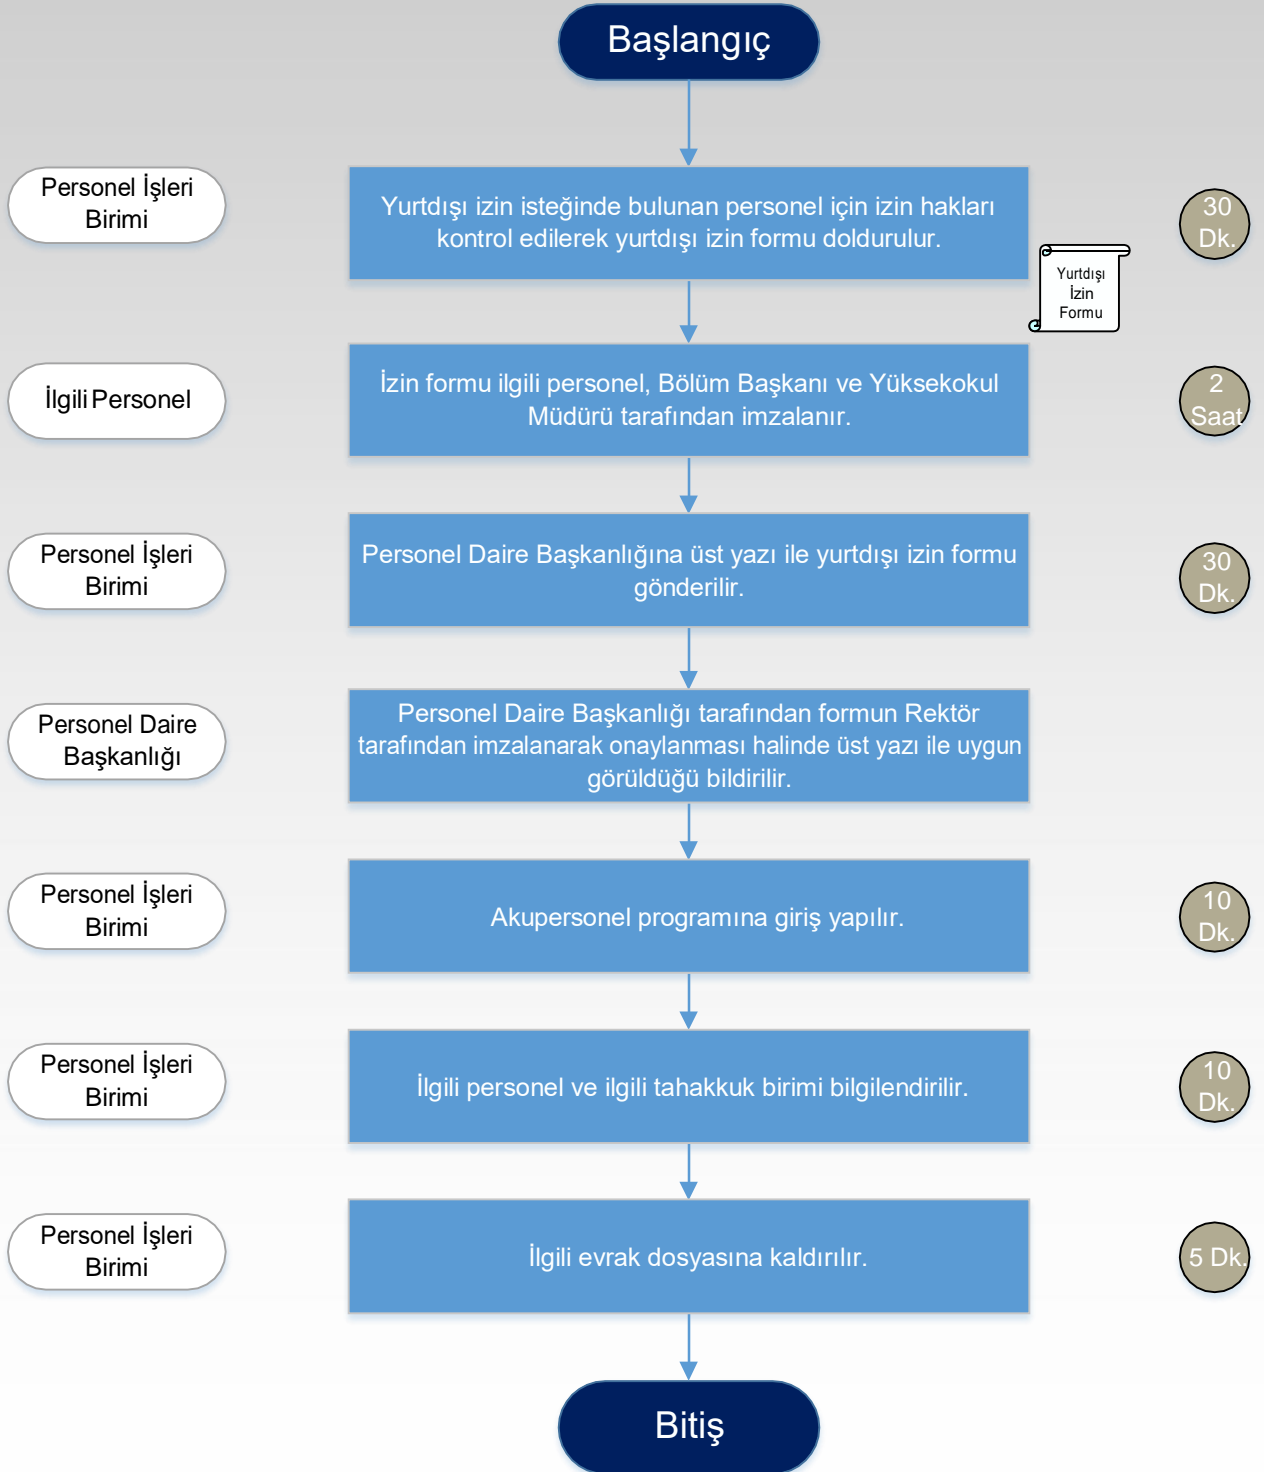 Başlangıç
Personel İşleri
Birimi
Yurtdışı izin isteğinde bulunan personel için izin hakları
kontrol edilerek yurtdışı izin formu doldurulur.
30
Dk.
Yurtdışı
İzin
Formu
İlgili Personel
İzin formu ilgili personel, Bölüm Başkanı ve Yüksekokul
Müdürü tarafından imzalanır.
2
Saat
Personel İşleri
Birimi
Personel Daire Başkanlığına üst yazı ile yurtdışı izin formu
gönderilir.
30
Dk.
Personel Daire
Başkanlığı
Personel Daire Başkanlığı tarafından formun Rektör
tarafından imzalanarak onaylanması halinde üst yazı ile uygun
görüldüğü bildirilir.
Personel İşleri
Birimi
Akupersonel programına giriş yapılır.
10
Dk.
Personel İşleri
Birimi
İlgili personel ve ilgili tahakkuk birimi bilgilendirilir.
10
Dk.
Personel İşleri
Birimi
İlgili evrak dosyasına kaldırılır.
5 Dk.
Bitiş